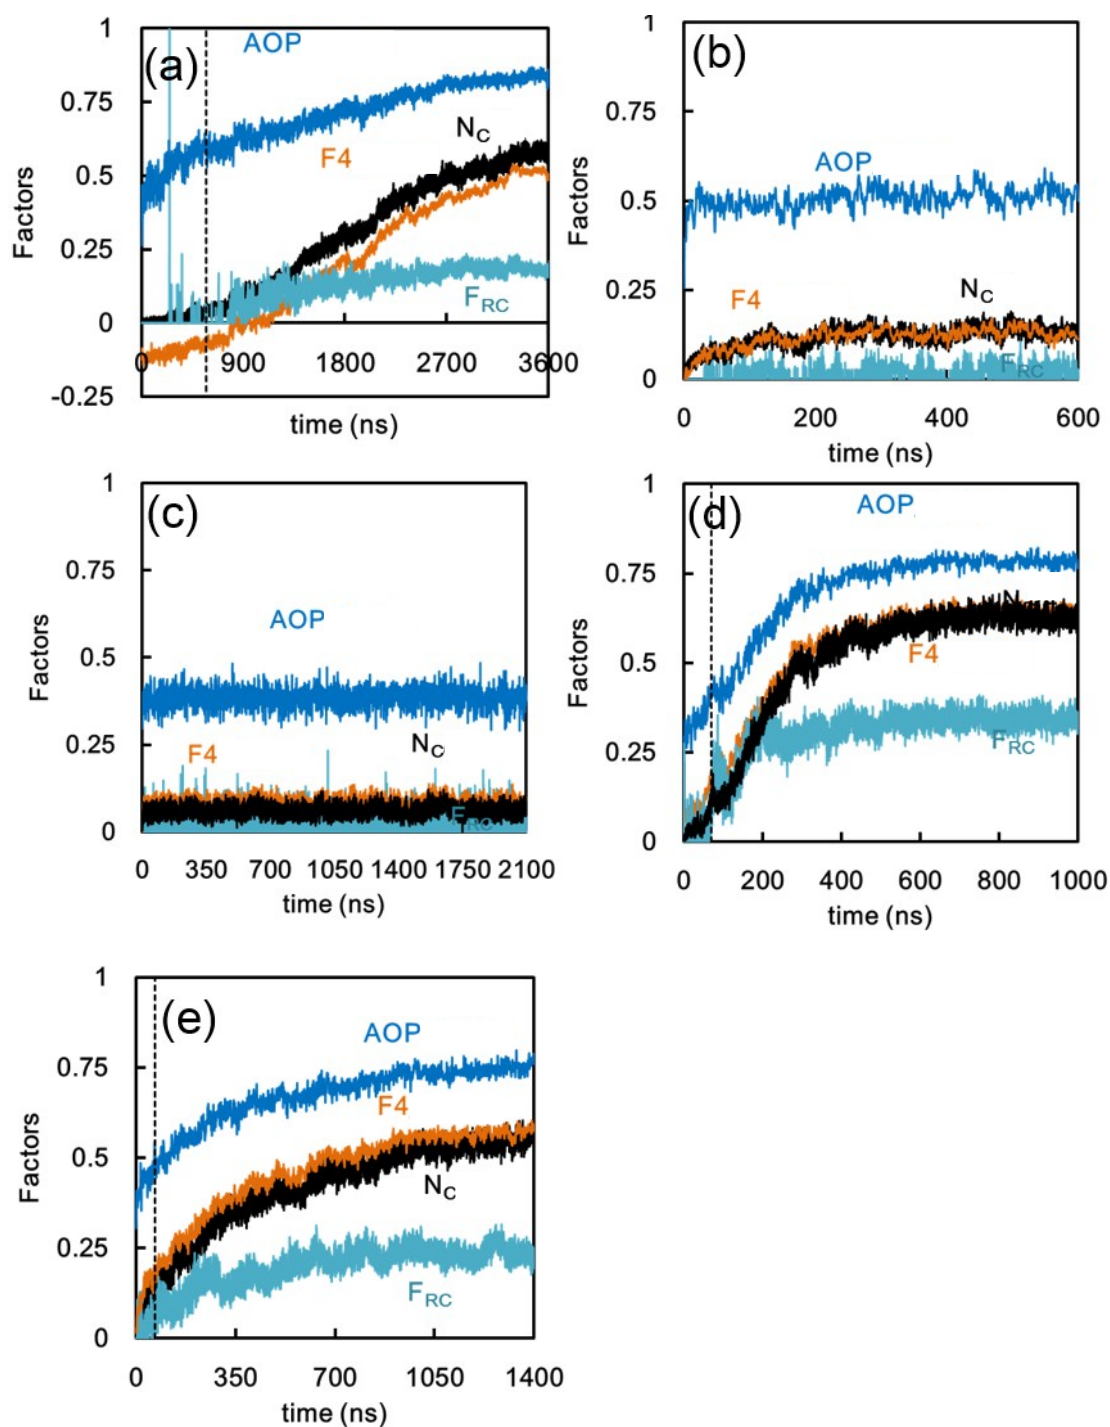 (a)
AOP
N_C
F4
F_RC
Factors
1
0.75
0.5
0.25
0
-0.25
0 900 1800 2700 3600
time (ns)
(b)
AOP
F4
N_C
F_RC
Factors
1
0.75
0.5
0.25
0
0 200 400 600
time (ns)
(c)
AOP
F4
N_C
F_RC
Factors
1
0.75
0.5
0.25
0
0 350 700 1050 1400 1750 2100
time (ns)
(d)
AOP
N
F4
F_RC
Factors
1
0.75
0.5
0.25
0
0 200 400 600 800 1000
time (ns)
(e)
AOP
F4
N_C
F_RC
Factors
1
0.75
0.5
0.25
0
0 350 700 1050 1400
time (ns)